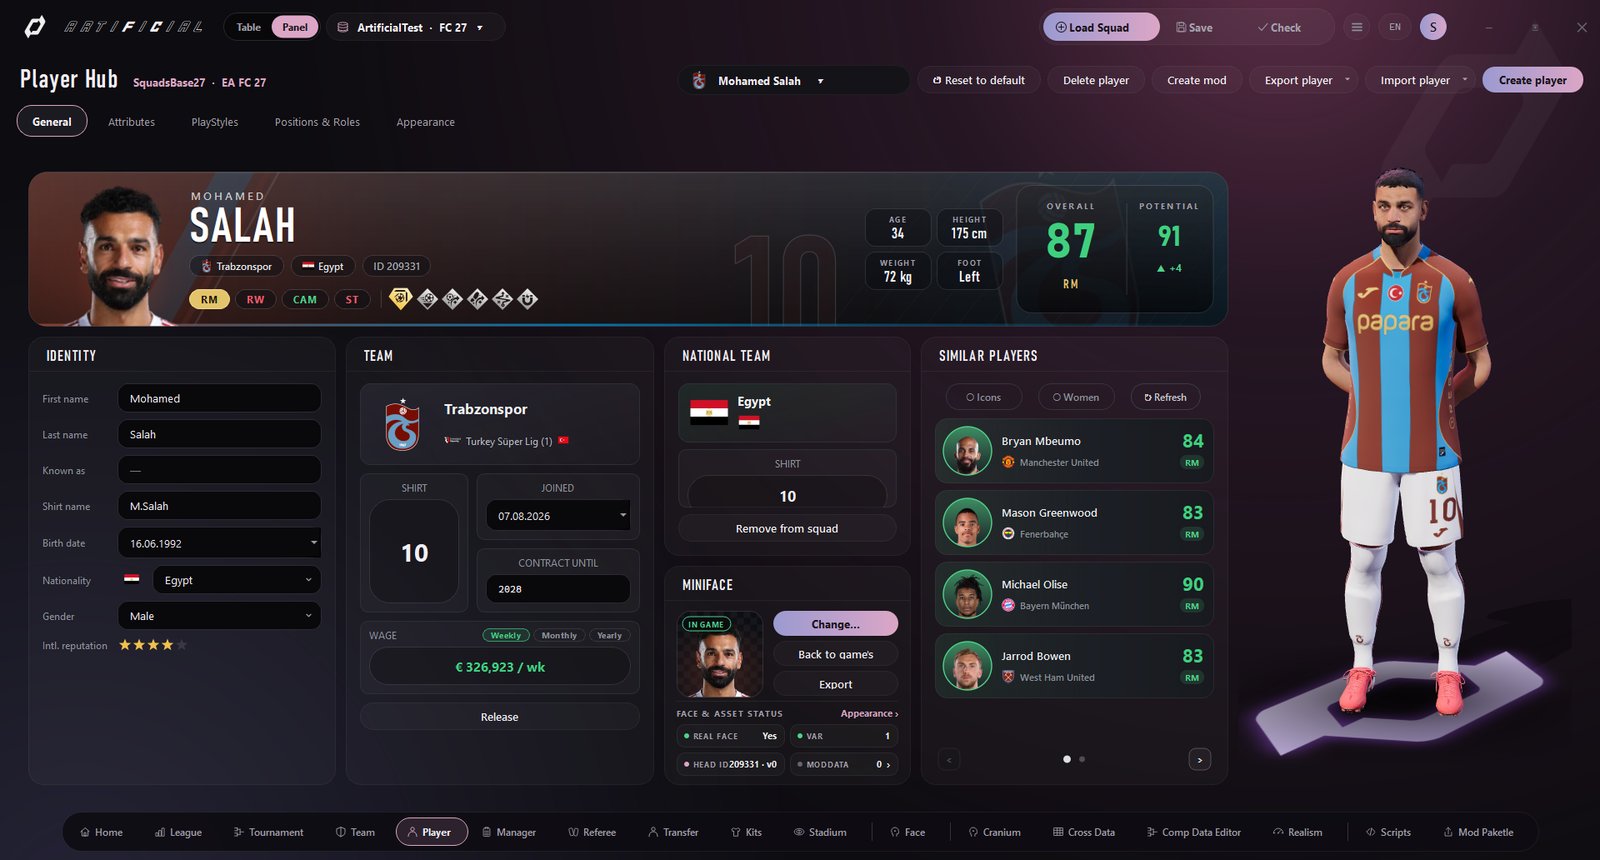 ARTIFICIAL
Table
Panel
ArtificialTest · FC 27
Load Squad
Save
Check
EN
S
Player Hub
SquadsBase27 · EA FC 27
Mohamed Salah
Reset to default
Delete player
Create mod
Export player
Import player
Create player
General
Attributes
PlayStyles
Positions & Roles
Appearance
MOHAMED
SALAH
Trabzonspor
Egypt
ID 209331
RM
RW
CAM
ST
10
AGE
34
HEIGHT
175 cm
WEIGHT
72 kg
FOOT
Left
OVERALL
87
RM
POTENTIAL
91
▲ +4
IDENTITY
First name
Mohamed
Last name
Salah
Known as
—
Shirt name
M.Salah
Birth date
16.06.1992
Nationality
Egypt
Gender
Male
Intl. reputation
TEAM
Trabzonspor
Turkey Süper Lig (1)
SHIRT
10
JOINED
07.08.2026
CONTRACT UNTIL
2028
WAGE
Weekly
Monthly
Yearly
€ 326,923 / wk
Release
NATIONAL TEAM
Egypt
SHIRT
10
Remove from squad
MINIFACE
IN GAME
Change...
Back to game's
Export
FACE & ASSET STATUS
Appearance ›
REAL FACE
Yes
VAR
1
HEAD ID
209331 · v0
MODDATA
0 ›
SIMILAR PLAYERS
Icons
Women
Refresh
Bryan Mbeumo
Manchester United
84
RM
Mason Greenwood
Fenerbahçe
83
RM
Michael Olise
Bayern München
90
RM
Jarrod Bowen
West Ham United
83
RM
<
>
papara
10
Home
League
Tournament
Team
Player
Manager
Referee
Transfer
Kits
Stadium
Face
Cranium
Cross Data
Comp Data Editor
Realism
Scripts
Mod Paketle